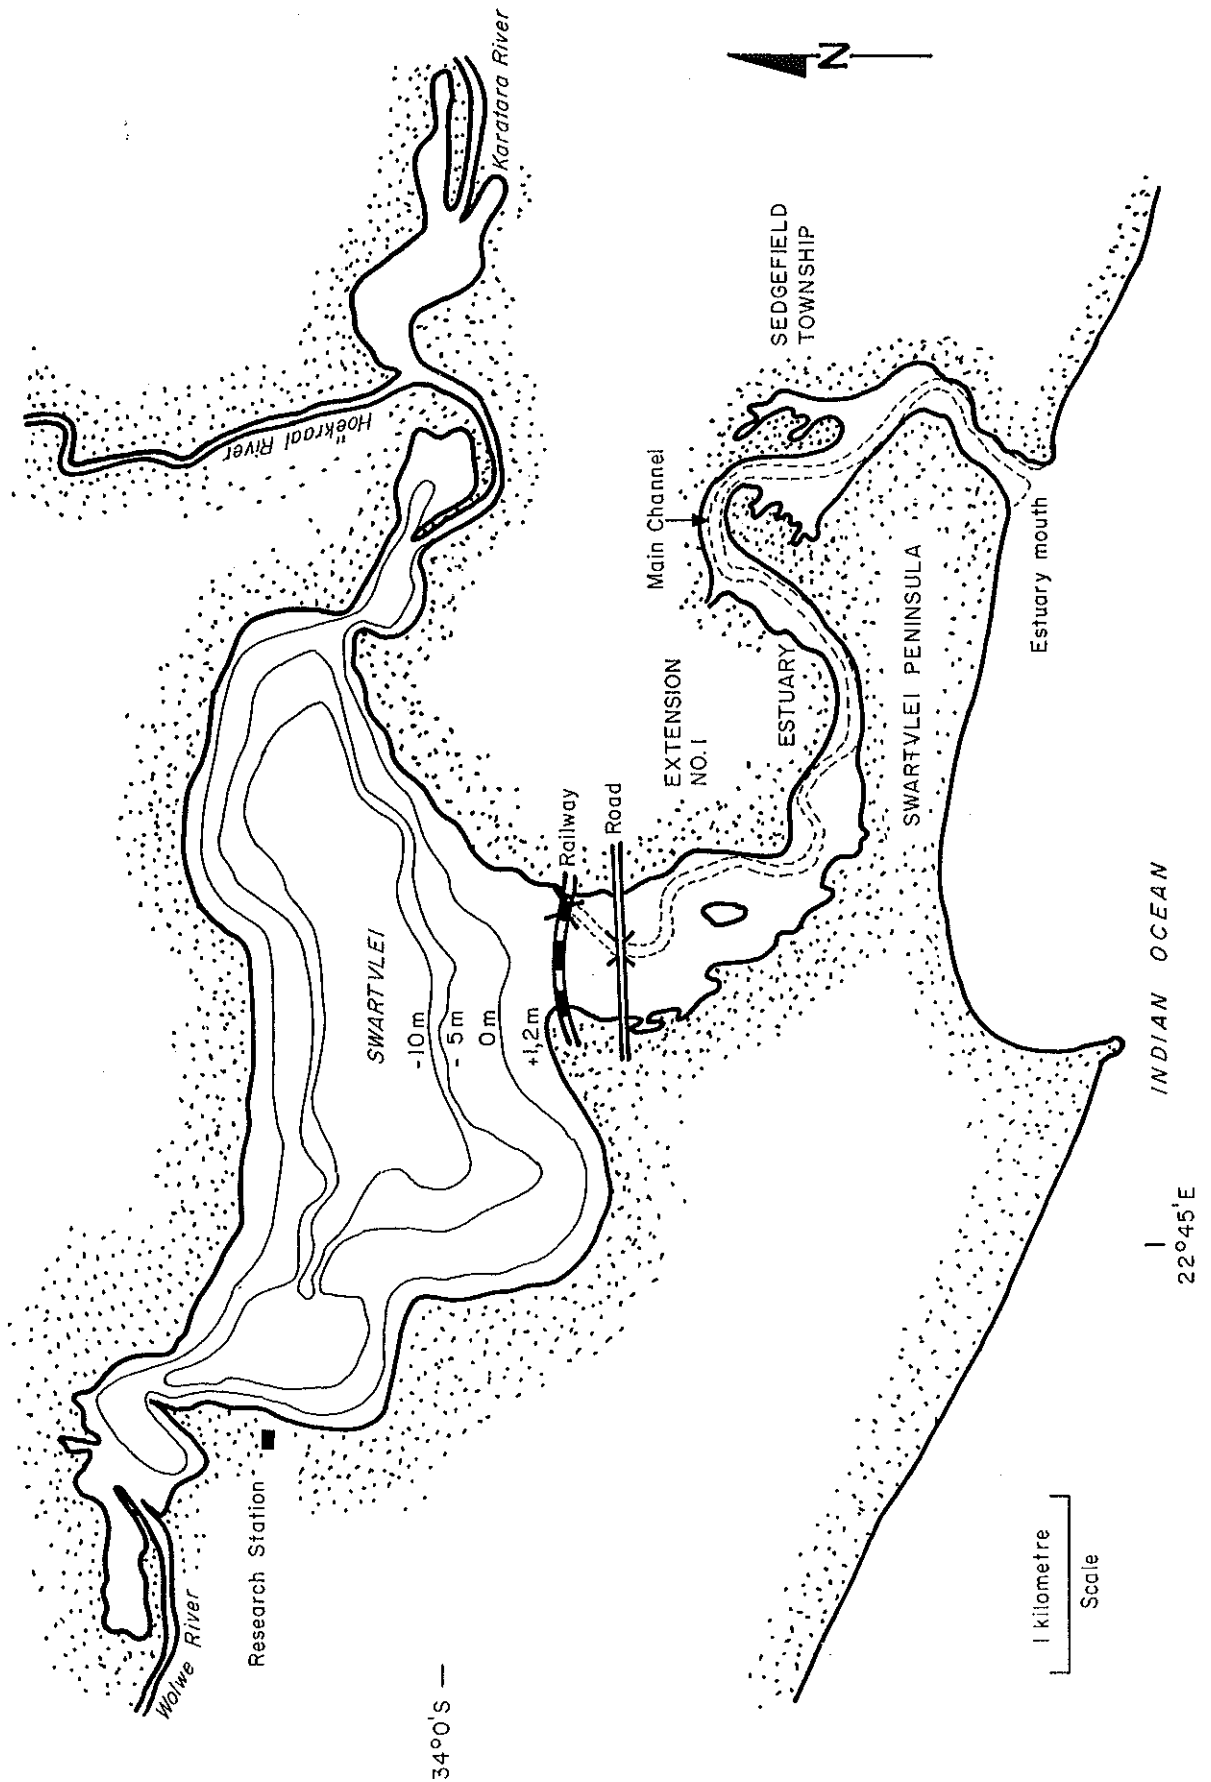 Wolwe River
Research Station
34°0'S
Hoëkraal River
Karatara River
SWARTVLEI
-10m
-5m
0m
+1,2m
Railway
Road
EXTENSION
NO. 1
ESTUARY
Main Channel
SEDGEFIELD
TOWNSHIP
N
SWARTVLEI PENINSULA
Estuary mouth
INDIAN OCEAN
22°45'E
1 kilometre
Scale